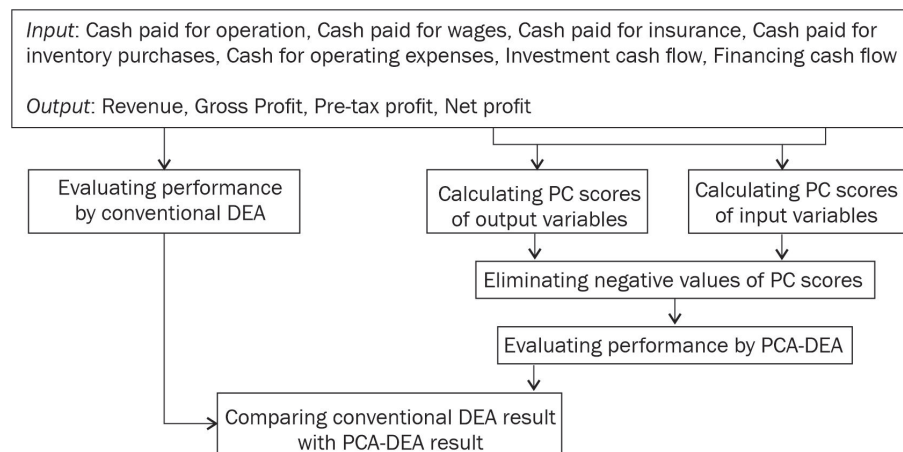 Input: Cash paid for operation, Cash paid for wages, Cash paid for insurance, Cash paid for
inventory purchases, Cash for operating expenses, Investment cash flow, Financing cash flow
Output: Revenue, Gross Profit, Pre-tax profit, Net profit
Evaluating performance
by conventional DEA
Calculating PC scores
of output variables
Calculating PC scores
of input variables
Eliminating negative values of PC scores
Evaluating performance by PCA-DEA
Comparing conventional DEA result
with PCA-DEA result